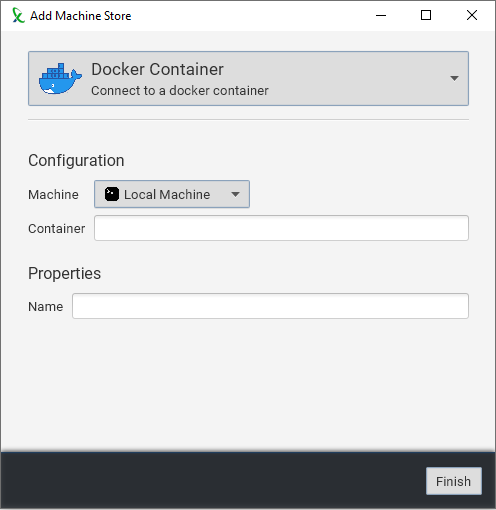 Add Machine Store
Docker Container
Connect to a docker container
Configuration
Machine Local Machine
Container
Properties
Name
Finish